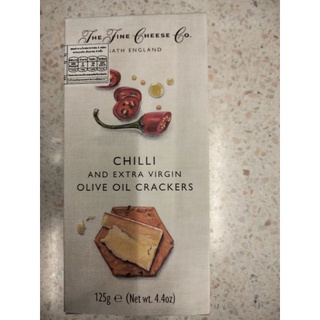 The Fine Cheese Co.
BATH ENGLAND
CHILLI
AND EXTRA VIRGIN
OLIVE OIL CRACKERS
125g ℮ (Net wt. 4.4oz)